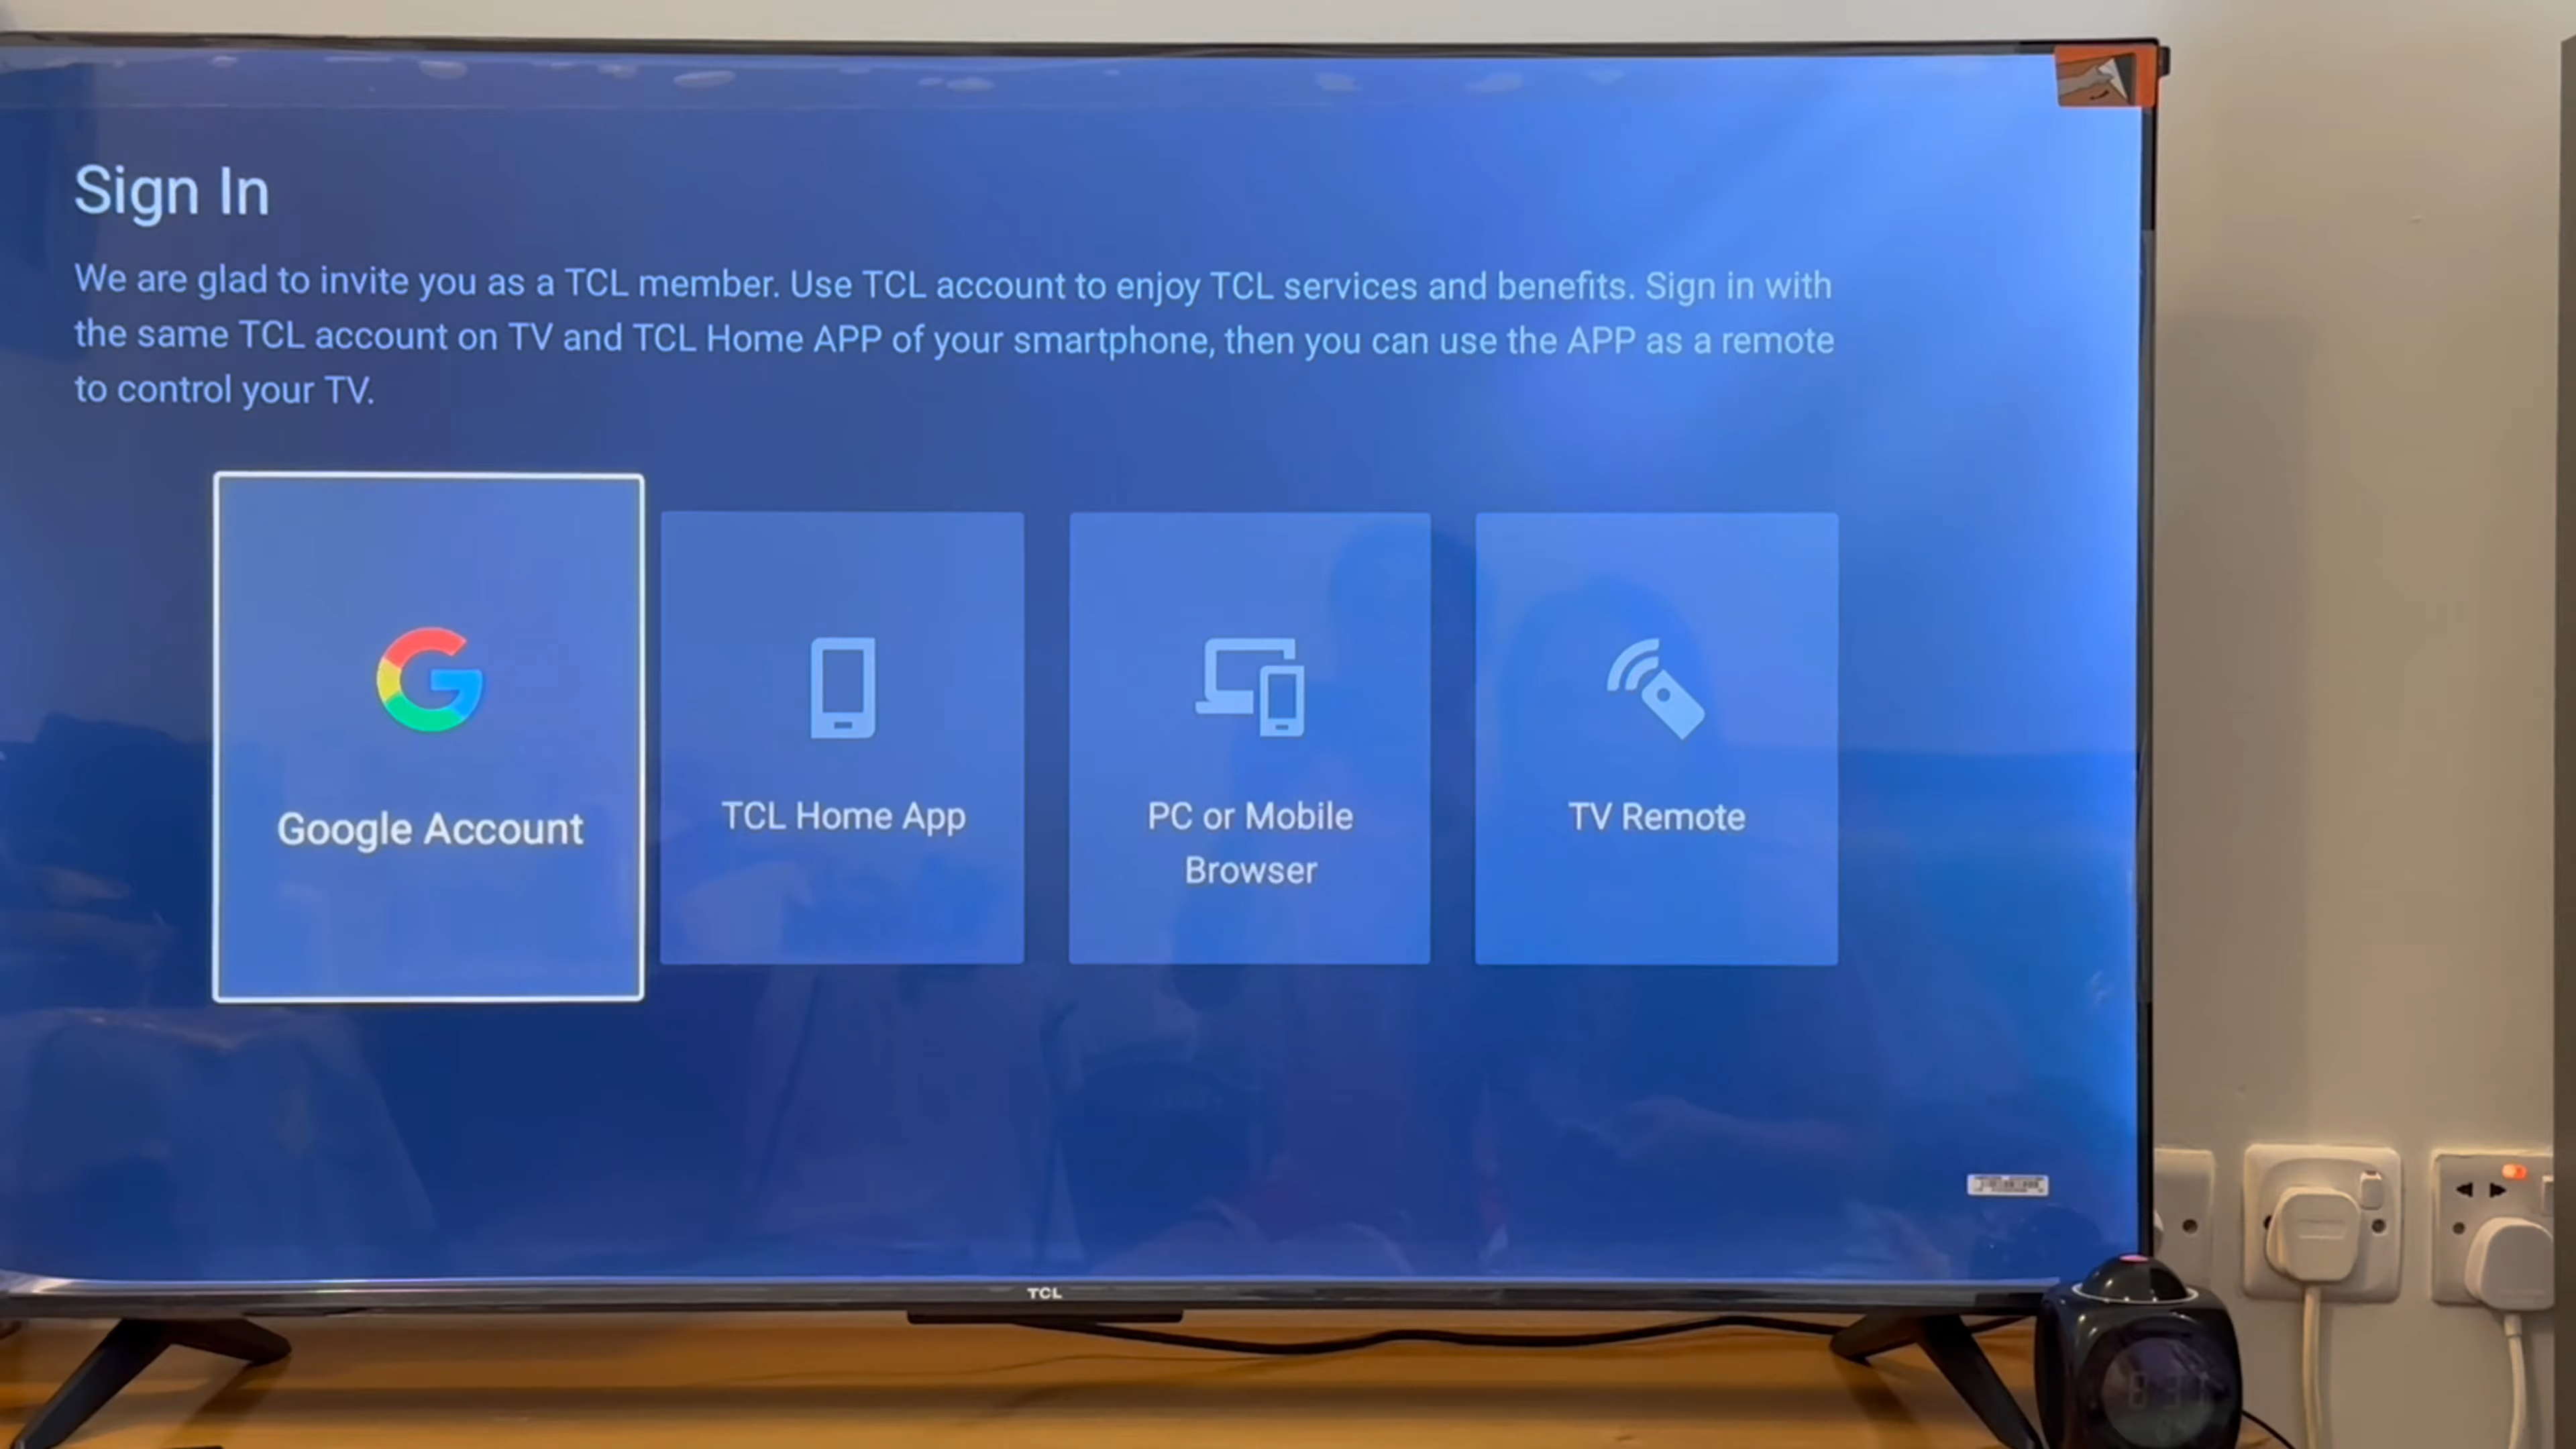 Sign In
We are glad to invite you as a TCL member. Use TCL account to enjoy TCL services and benefits. Sign in with
the same TCL account on TV and TCL Home APP of your smartphone, then you can use the APP as a remote
to control your TV.
Google Account
TCL Home App
PC or Mobile
Browser
TV Remote
TCL